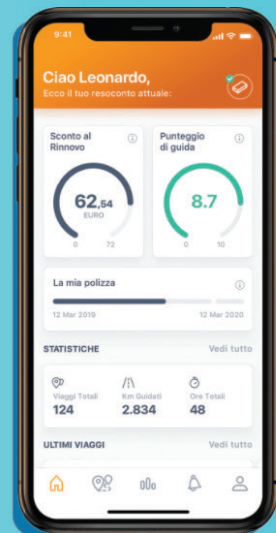 9:41
Ciao Leonardo,
Ecco il tuo resoconto attuale:
Sconto al
Rinnovo
62,54
EURO
0 72
Punteggio
di guida
8.7
0 10
La mia polizza
12 Mar 2019 12 Mar 2020
STATISTICHE Vedi tutto
Viaggi Totali Km Guidati Ore Totali
124 2.834 48
ULTIMI VIAGGI Vedi tutto